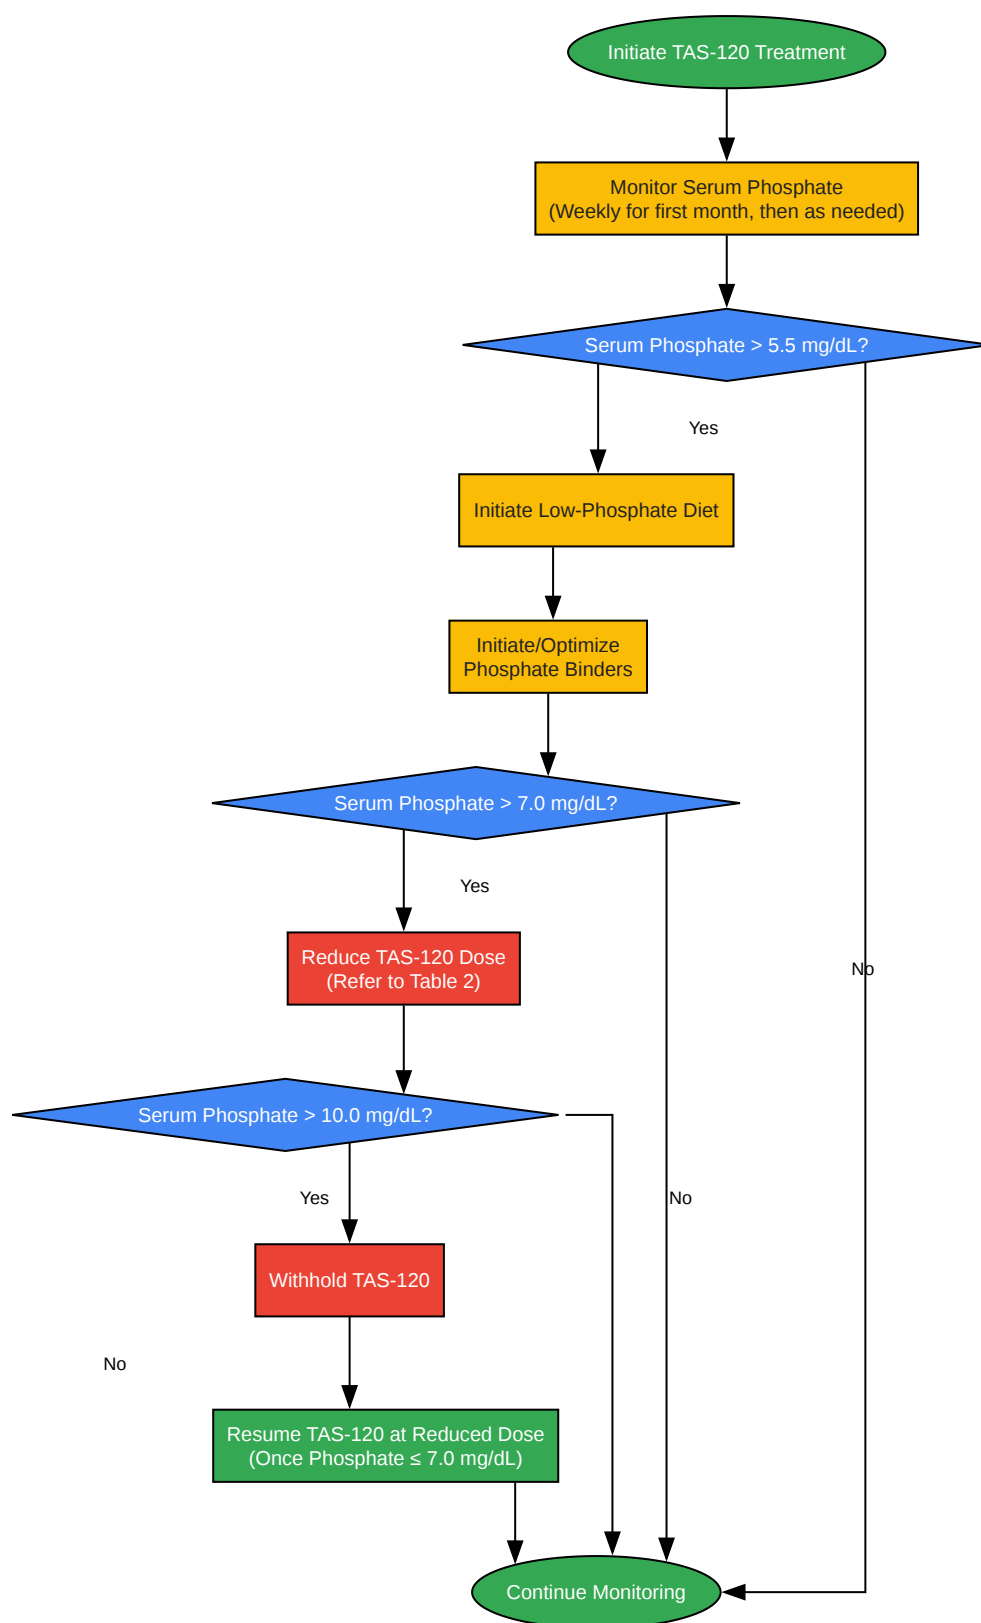 Initiate TAS-120 Treatment
Monitor Serum Phosphate
(Weekly for first month, then as needed)
Serum Phosphate > 5.5 mg/dL?
Yes
Initiate Low-Phosphate Diet
Initiate/Optimize
Phosphate Binders
Serum Phosphate > 7.0 mg/dL?
Yes
Reduce TAS-120 Dose
(Refer to Table 2)
No
Serum Phosphate > 10.0 mg/dL?
Yes
No
Withhold TAS-120
No
Resume TAS-120 at Reduced Dose
(Once Phosphate ≤ 7.0 mg/dL)
Continue Monitoring